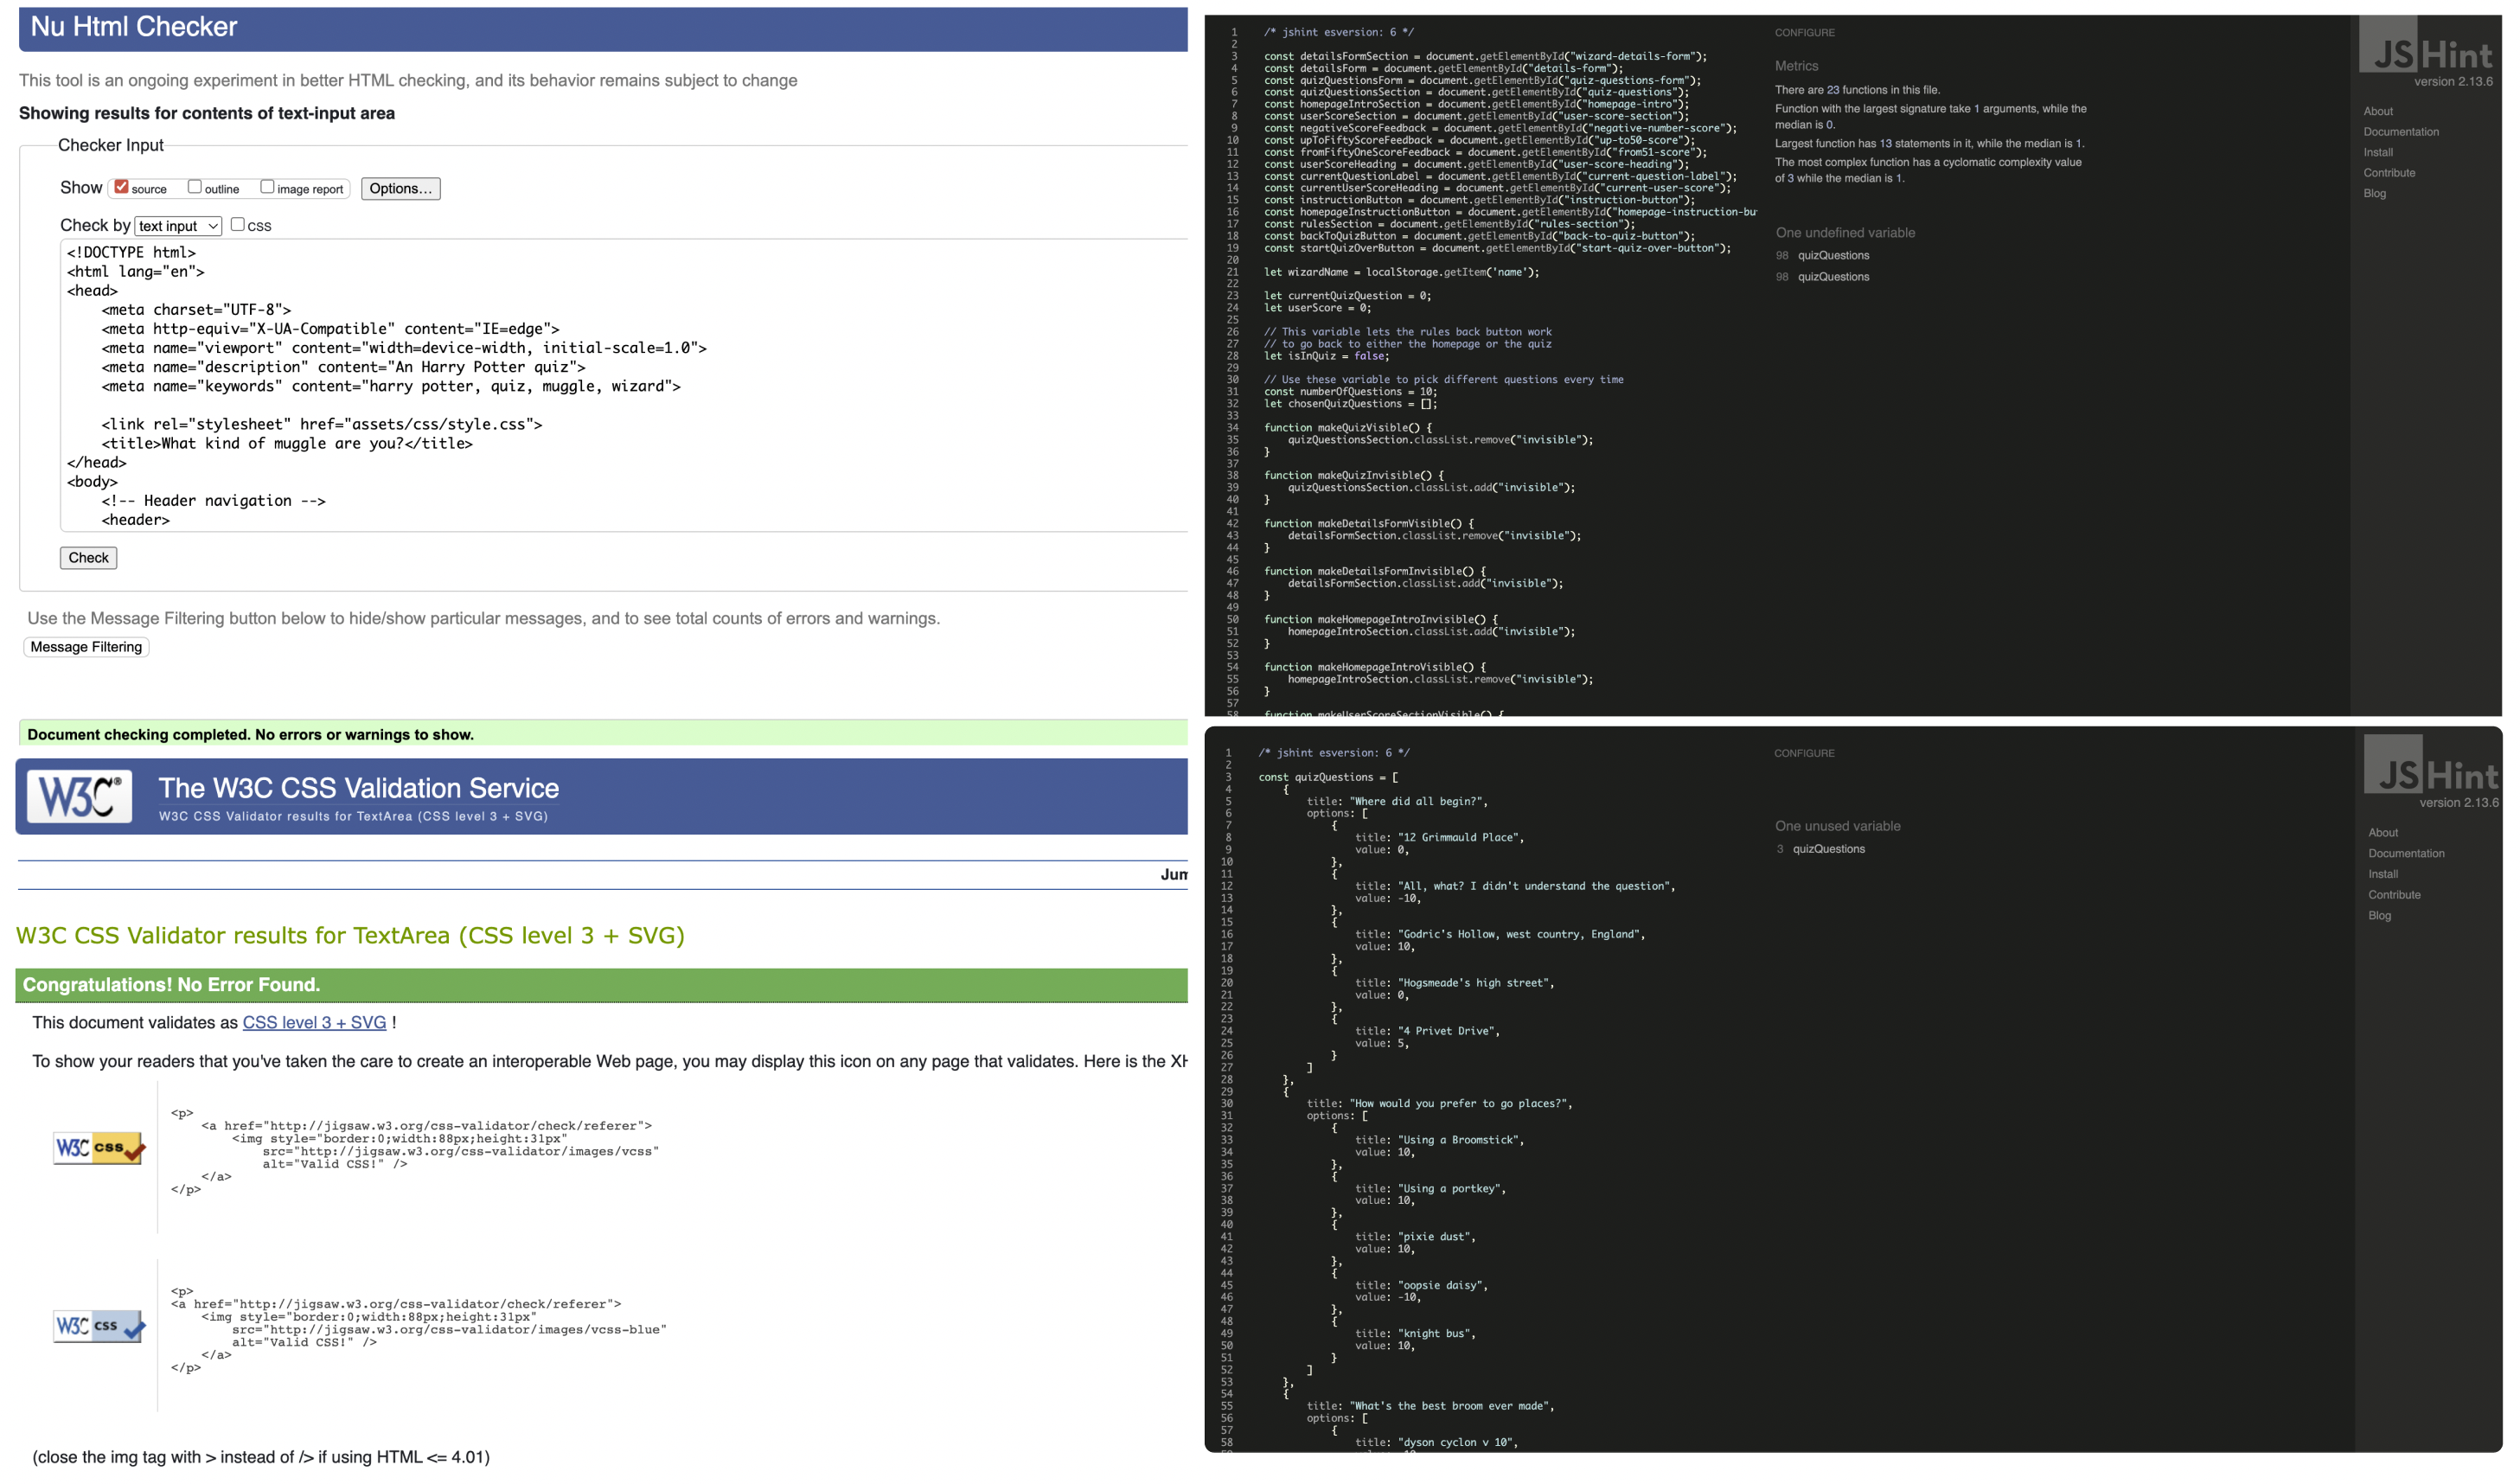 Nu Html Checker
This tool is an ongoing experiment in better HTML checking, and its behavior remains subject to change
Showing results for contents of text-input area
Checker Input
Show source outline image report Options...
Check by text input css
<!DOCTYPE html>
<html lang="en">
<head>
    <meta charset="UTF-8">
    <meta http-equiv="X-UA-Compatible" content="IE=edge">
    <meta name="viewport" content="width=device-width, initial-scale=1.0">
    <meta name="description" content="An Harry Potter quiz">
    <meta name="keywords" content="harry potter, quiz, muggle, wizard">
    <link rel="stylesheet" href="assets/css/style.css">
    <title>What kind of muggle are you?</title>
</head>
<body>
    <!-- Header navigation -->
    <header>
Check
Use the Message Filtering button below to hide/show particular messages, and to see total counts of errors and warnings.
Message Filtering
Document checking completed. No errors or warnings to show.
W3C®
The W3C CSS Validation Service
W3C CSS Validator results for TextArea (CSS level 3 + SVG)
Jum
W3C CSS Validator results for TextArea (CSS level 3 + SVG)
Congratulations! No Error Found.
This document validates as CSS level 3 + SVG !
To show your readers that you've taken the care to create an interoperable Web page, you may display this icon on any page that validates. Here is the XH
W3C css
<p>
    <a href="http://jigsaw.w3.org/css-validator/check/referer">
        <img style="border:0;width:88px;height:31px"
            src="http://jigsaw.w3.org/css-validator/images/vcss"
            alt="Valid CSS!" />
    </a>
</p>
W3C css
<p>
<a href="http://jigsaw.w3.org/css-validator/check/referer">
    <img style="border:0;width:88px;height:31px"
        src="http://jigsaw.w3.org/css-validator/images/vcss-blue"
        alt="Valid CSS!" />
    </a>
</p>
(close the img tag with > instead of /> if using HTML <= 4.01)
1 /* jshint esversion: 6 */
2
3 const detailsFormSection = document.getElementById("wizard-details-form");
4 const detailsForm = document.getElementById("details-form");
5 const quizQuestionsForm = document.getElementById("quiz-questions-form");
6 const quizQuestionsSection = document.getElementById("quiz-questions");
7 const homepageIntroSection = document.getElementById("homepage-intro");
8 const userScoreSection = document.getElementById("user-score-section");
9 const negativeScoreFeedback = document.getElementById("negative-number-score");
10 const upToFiftyScoreFeedback = document.getElementById("up-to50-score");
11 const fromFiftyOneScoreFeedback = document.getElementById("from51-score");
12 const userScoreHeading = document.getElementById("user-score-heading");
13 const currentQuestionLabel = document.getElementById("current-question-label");
14 const currentUserScoreHeading = document.getElementById("current-user-score");
15 const instructionButton = document.getElementById("instruction-button");
16 const homepageInstructionButton = document.getElementById("homepage-instruction-bu
17 const rulesSection = document.getElementById("rules-section");
18 const backToQuizButton = document.getElementById("back-to-quiz-button");
19 const startQuizOverButton = document.getElementById("start-quiz-over-button");
20
21 let wizardName = localStorage.getItem('name');
22
23 let currentQuizQuestion = 0;
24 let userScore = 0;
25
26 // This variable lets the rules back button work
27 // to go back to either the homepage or the quiz
28 let isInQuiz = false;
29
30 // Use these variable to pick different questions every time
31 const numberOfQuestions = 10;
32 let chosenQuizQuestions = [];
33
34 function makeQuizVisible() {
35     quizQuestionsSection.classList.remove("invisible");
36 }
37
38 function makeQuizInvisible() {
39     quizQuestionsSection.classList.add("invisible");
40 }
41
42 function makeDetailsFormVisible() {
43     detailsFormSection.classList.remove("invisible");
44 }
45
46 function makeDetailsFormInvisible() {
47     detailsFormSection.classList.add("invisible");
48 }
49
50 function makeHomepageIntroInvisible() {
51     homepageIntroSection.classList.add("invisible");
52 }
53
54 function makeHomepageIntroVisible() {
55     homepageIntroSection.classList.remove("invisible");
56 }
57
58 function makeUserScoreSectionVisible() {
CONFIGURE
Metrics
There are 23 functions in this file.
Function with the largest signature take 1 arguments, while the
median is 0.
Largest function has 13 statements in it, while the median is 1.
The most complex function has a cyclomatic complexity value
of 3 while the median is 1.
One undefined variable
98 quizQuestions
98 quizQuestions
JSHint
version 2.13.6
About
Documentation
Install
Contribute
Blog
1 /* jshint esversion: 6 */
2
3 const quizQuestions = [
4     {
5         title: "Where did all begin?",
6         options: [
7             {
8                 title: "12 Grimmauld Place",
9                 value: 0,
10             },
11             {
12                 title: "All, what? I didn't understand the question",
13                 value: -10,
14             },
15             {
16                 title: "Godric's Hollow, west country, England",
17                 value: 10,
18             },
19             {
20                 title: "Hogsmeade's high street",
21                 value: 0,
22             },
23             {
24                 title: "4 Privet Drive",
25                 value: 5,
26             }
27         ]
28     },
29     {
30         title: "How would you prefer to go places?",
31         options: [
32             {
33                 title: "Using a Broomstick",
34                 value: 10,
35             },
36             {
37                 title: "Using a portkey",
38                 value: 10,
39             },
40             {
41                 title: "pixie dust",
42                 value: 10,
43             },
44             {
45                 title: "oopsie daisy",
46                 value: -10,
47             },
48             {
49                 title: "knight bus",
50                 value: 10,
51             }
52         ]
53     },
54     {
55         title: "What's the best broom ever made",
56         options: [
57             {
58                 title: "dyson cyclon v 10",
CONFIGURE
One unused variable
3 quizQuestions
JSHint
version 2.13.6
About
Documentation
Install
Contribute
Blog